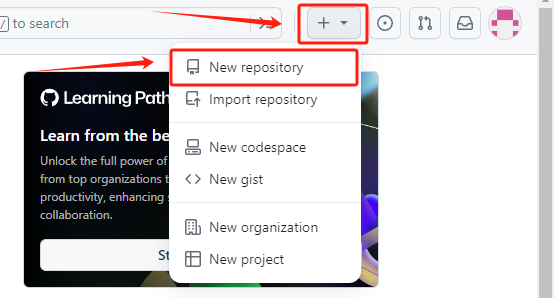 / to search
New repository
Import repository
New codespace
New gist
New organization
New project
Learning Path
Learn from the be
Unlock the full power of
from top organizations t
productivity, enhancing
collaboration.
St